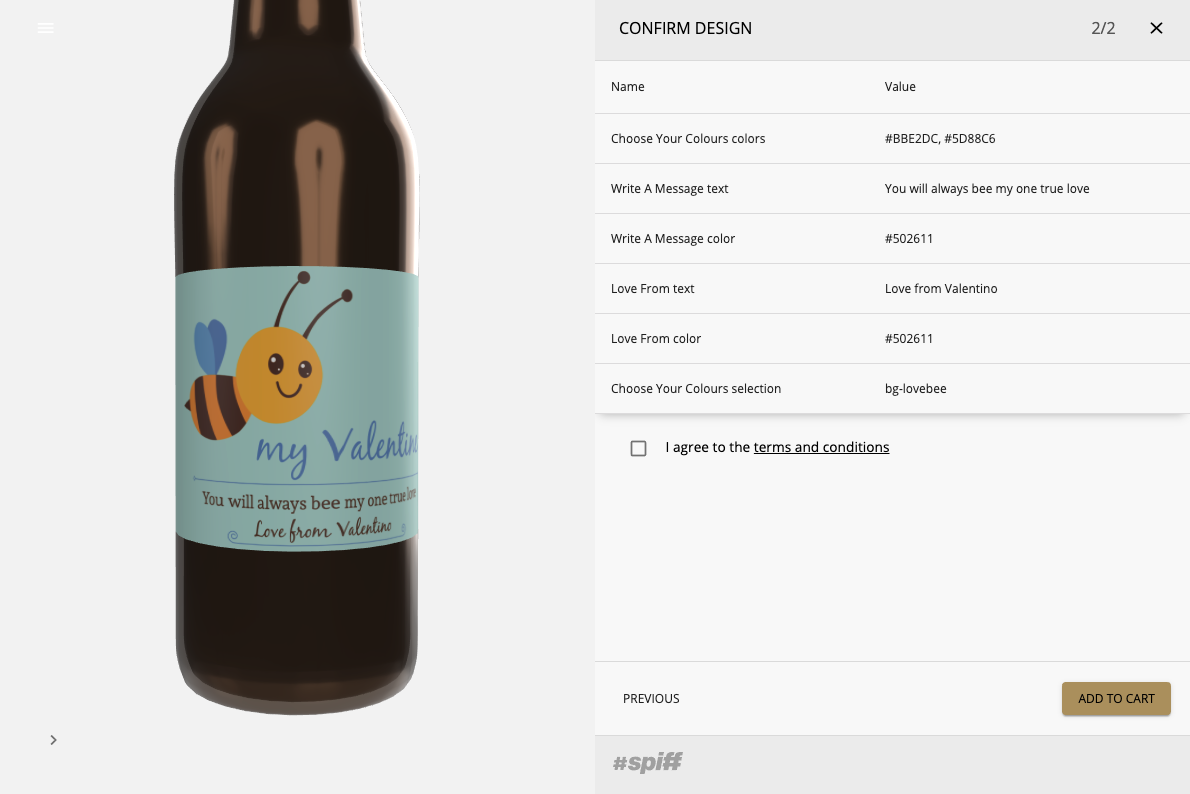 CONFIRM DESIGN 2/2
Name Value
Choose Your Colours colors #BBE2DC, #5D88C6
Write A Message text You will always bee my one true love
Write A Message color #502611
Love From text Love from Valentino
Love From color #502611
Choose Your Colours selection bg-lovebee
I agree to the terms and conditions
PREVIOUS ADD TO CART
#spiff
my Valentin
You will always bee my one true love
Love from Valentino